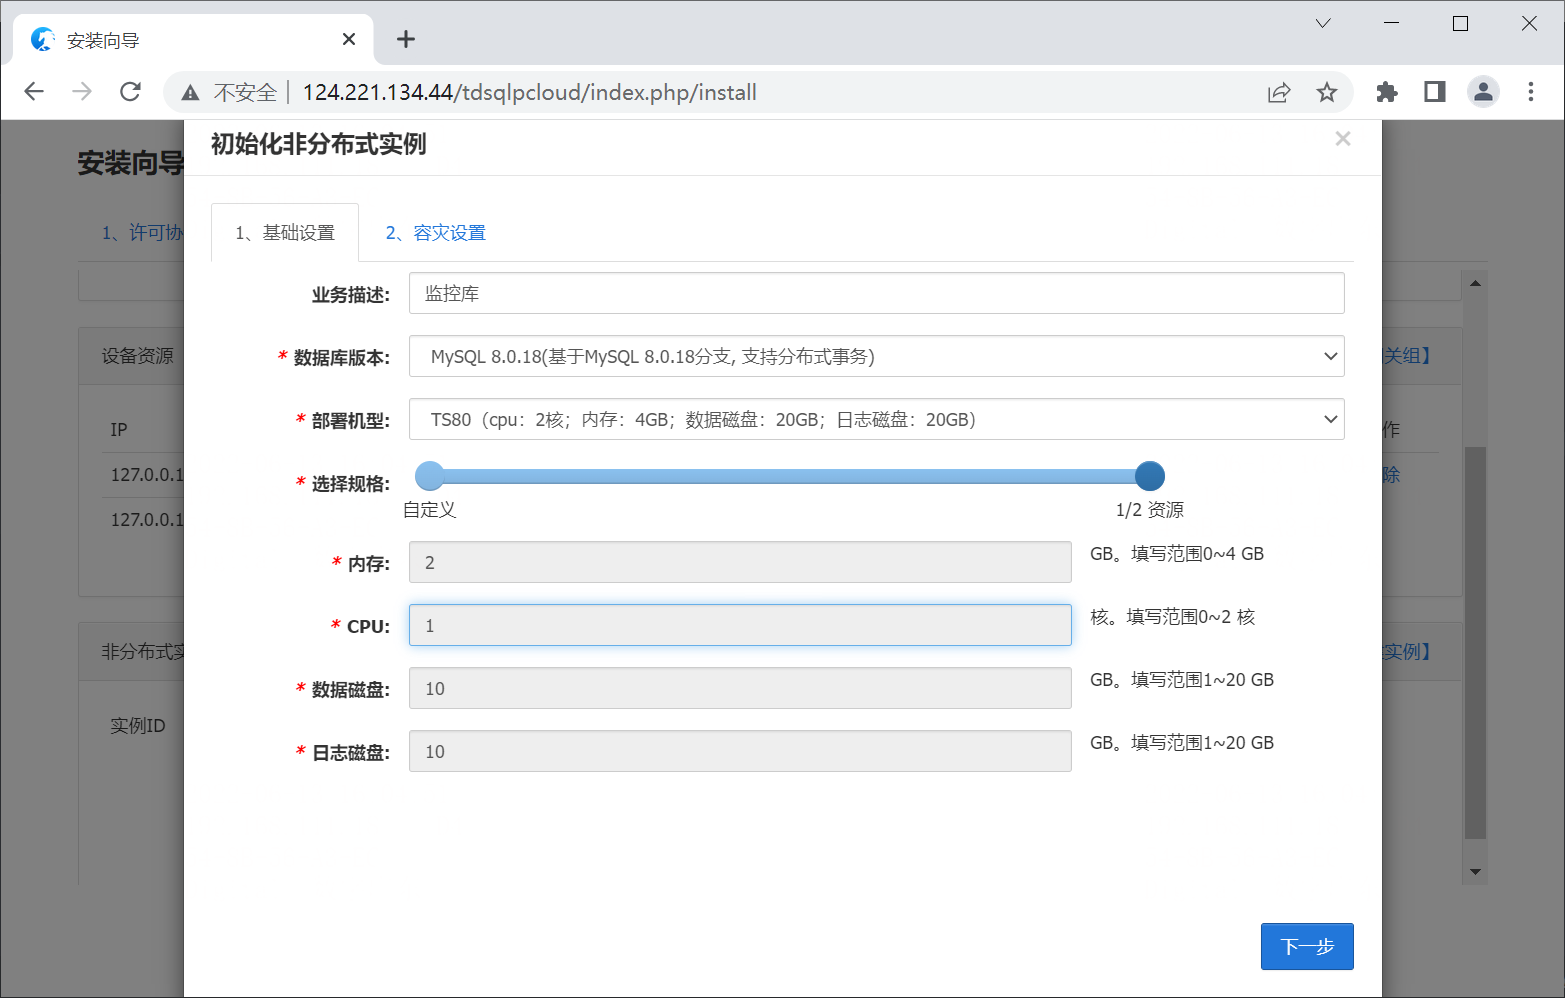 安装向导
不安全 124.221.134.44/tdsqlpcloud/index.php/install
安装向导
初始化非分布式实例
1、许可协
1、基础设置
2、容灾设置
业务描述: 监控库
设备资源
* 数据库版本: MySQL 8.0.18(基于MySQL 8.0.18分支, 支持分布式事务)
关组】
* 部署机型: TS80（cpu：2核；内存：4GB；数据磁盘：20GB；日志磁盘：20GB）
IP
作
127.0.0.1
* 选择规格:
除
自定义
1/2 资源
127.0.0.1
* 内存: 2 GB。填写范围0~4 GB
* CPU: 1 核。填写范围0~2 核
非分布式实
实例】
* 数据磁盘: 10 GB。填写范围1~20 GB
实例ID
* 日志磁盘: 10 GB。填写范围1~20 GB
下一步